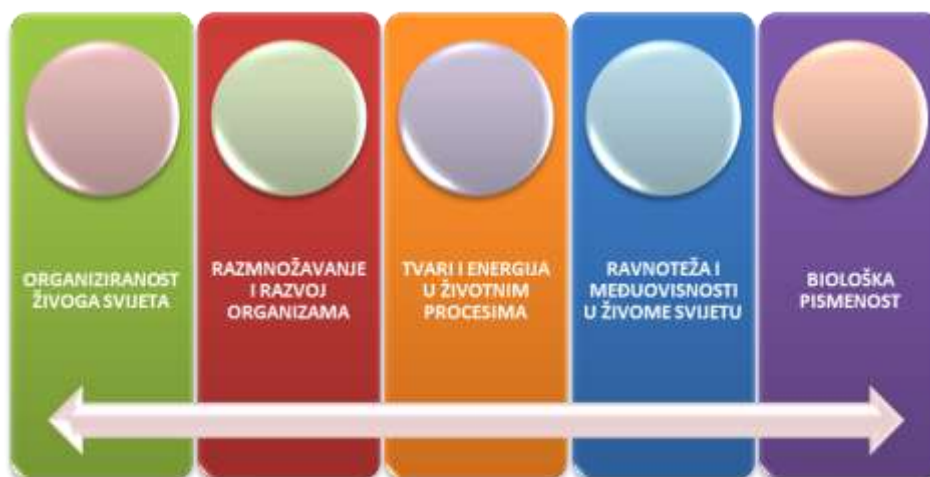 ORGANIZIRANOST
ŽIVOGA SVIJETA
RAZMNOŽAVANJE
I RAZVOJ
ORGANIZAMA
TVARI I ENERGIJA
U ŽIVOTNIM
PROCESIMA
RAVNOTEŽA I
MEĐUOVISNOSTI
U ŽIVOME SVIJETU
BIOLOŠKA
PISMENOST